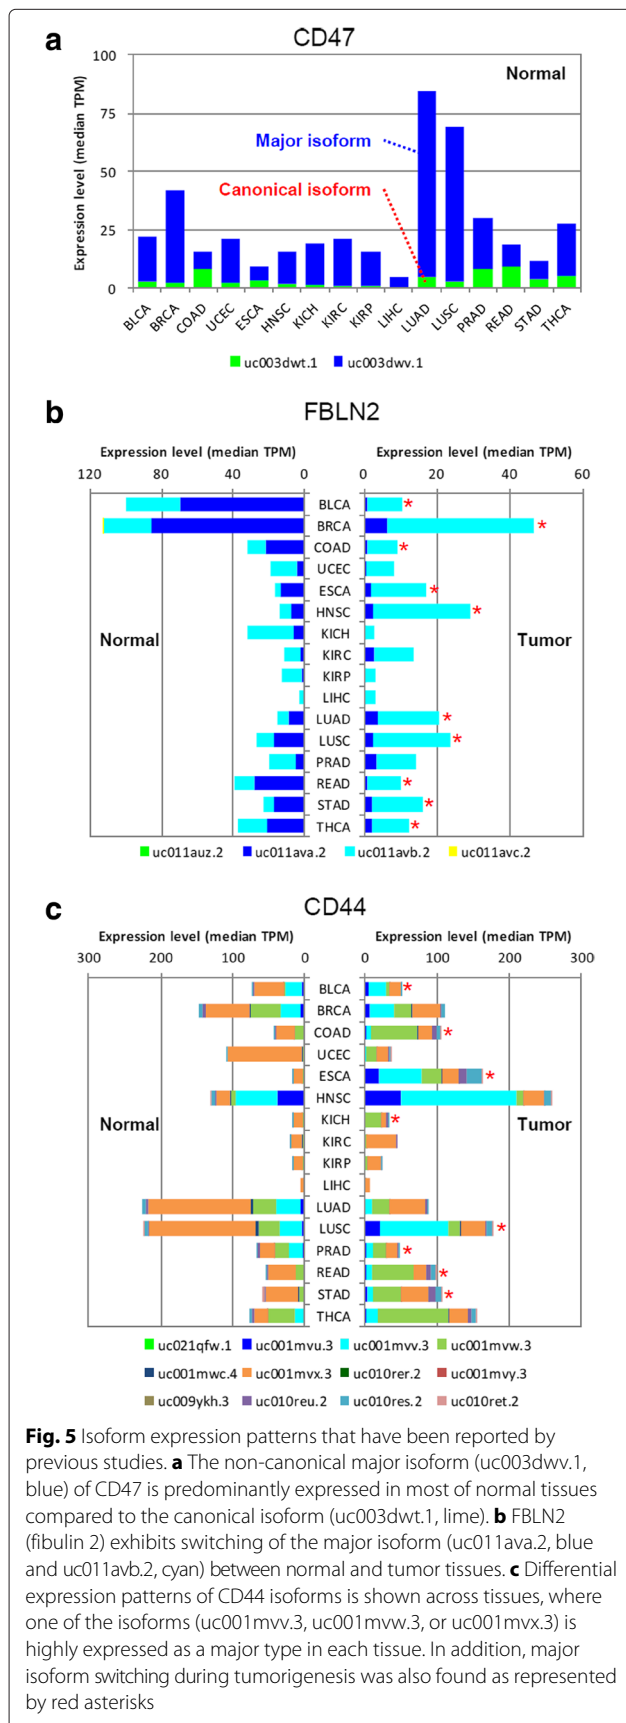 a
CD47
Expression level (median TPM)
100
75
50
25
0
Normal
Major isoform
Canonical isoform
BLCA
BRCA
COAD
UCEC
ESCA
HNSC
KICH
KIRC
KIRP
LIHC
LUAD
LUSC
PRAD
READ
STAD
THCA
uc003dwt.1 uc003dwv.1
b
FBLN2
Expression level (median TPM) Expression level (median TPM)
120 80 40 0 0 20 40 60
BLCA *
BRCA *
COAD *
UCEC
ESCA *
HNSC *
KICH
Normal Tumor
KIRC
KIRP
LIHC
LUAD *
LUSC *
PRAD
READ *
STAD *
THCA *
uc011auz.2 uc011ava.2 uc011avb.2 uc011avc.2
c
CD44
Expression level (median TPM) Expression level (median TPM)
300 200 100 0 0 100 200 300
BLCA *
BRCA
COAD *
UCEC
ESCA *
HNSC
Normal Tumor
KICH *
KIRC
KIRP
LIHC
LUAD
LUSC *
PRAD *
READ *
STAD *
THCA
uc021qfw.1 uc001mvu.3 uc001mvv.3 uc001mvw.3
uc001mwc.4 uc001mvx.3 uc010rer.2 uc001mvy.3
uc009ykh.3 uc010reu.2 uc010res.2 uc010ret.2
Fig. 5 Isoform expression patterns that have been reported by
previous studies. a The non-canonical major isoform (uc003dwv.1,
blue) of CD47 is predominantly expressed in most of normal tissues
compared to the canonical isoform (uc003dwt.1, lime). b FBLN2
(fibulin 2) exhibits switching of the major isoform (uc011ava.2, blue
and uc011avb.2, cyan) between normal and tumor tissues. c Differential
expression patterns of CD44 isoforms is shown across tissues, where
one of the isoforms (uc001mvv.3, uc001mvw.3, or uc001mvx.3) is
highly expressed as a major type in each tissue. In addition, major
isoform switching during tumorigenesis was also found as represented
by red asterisks